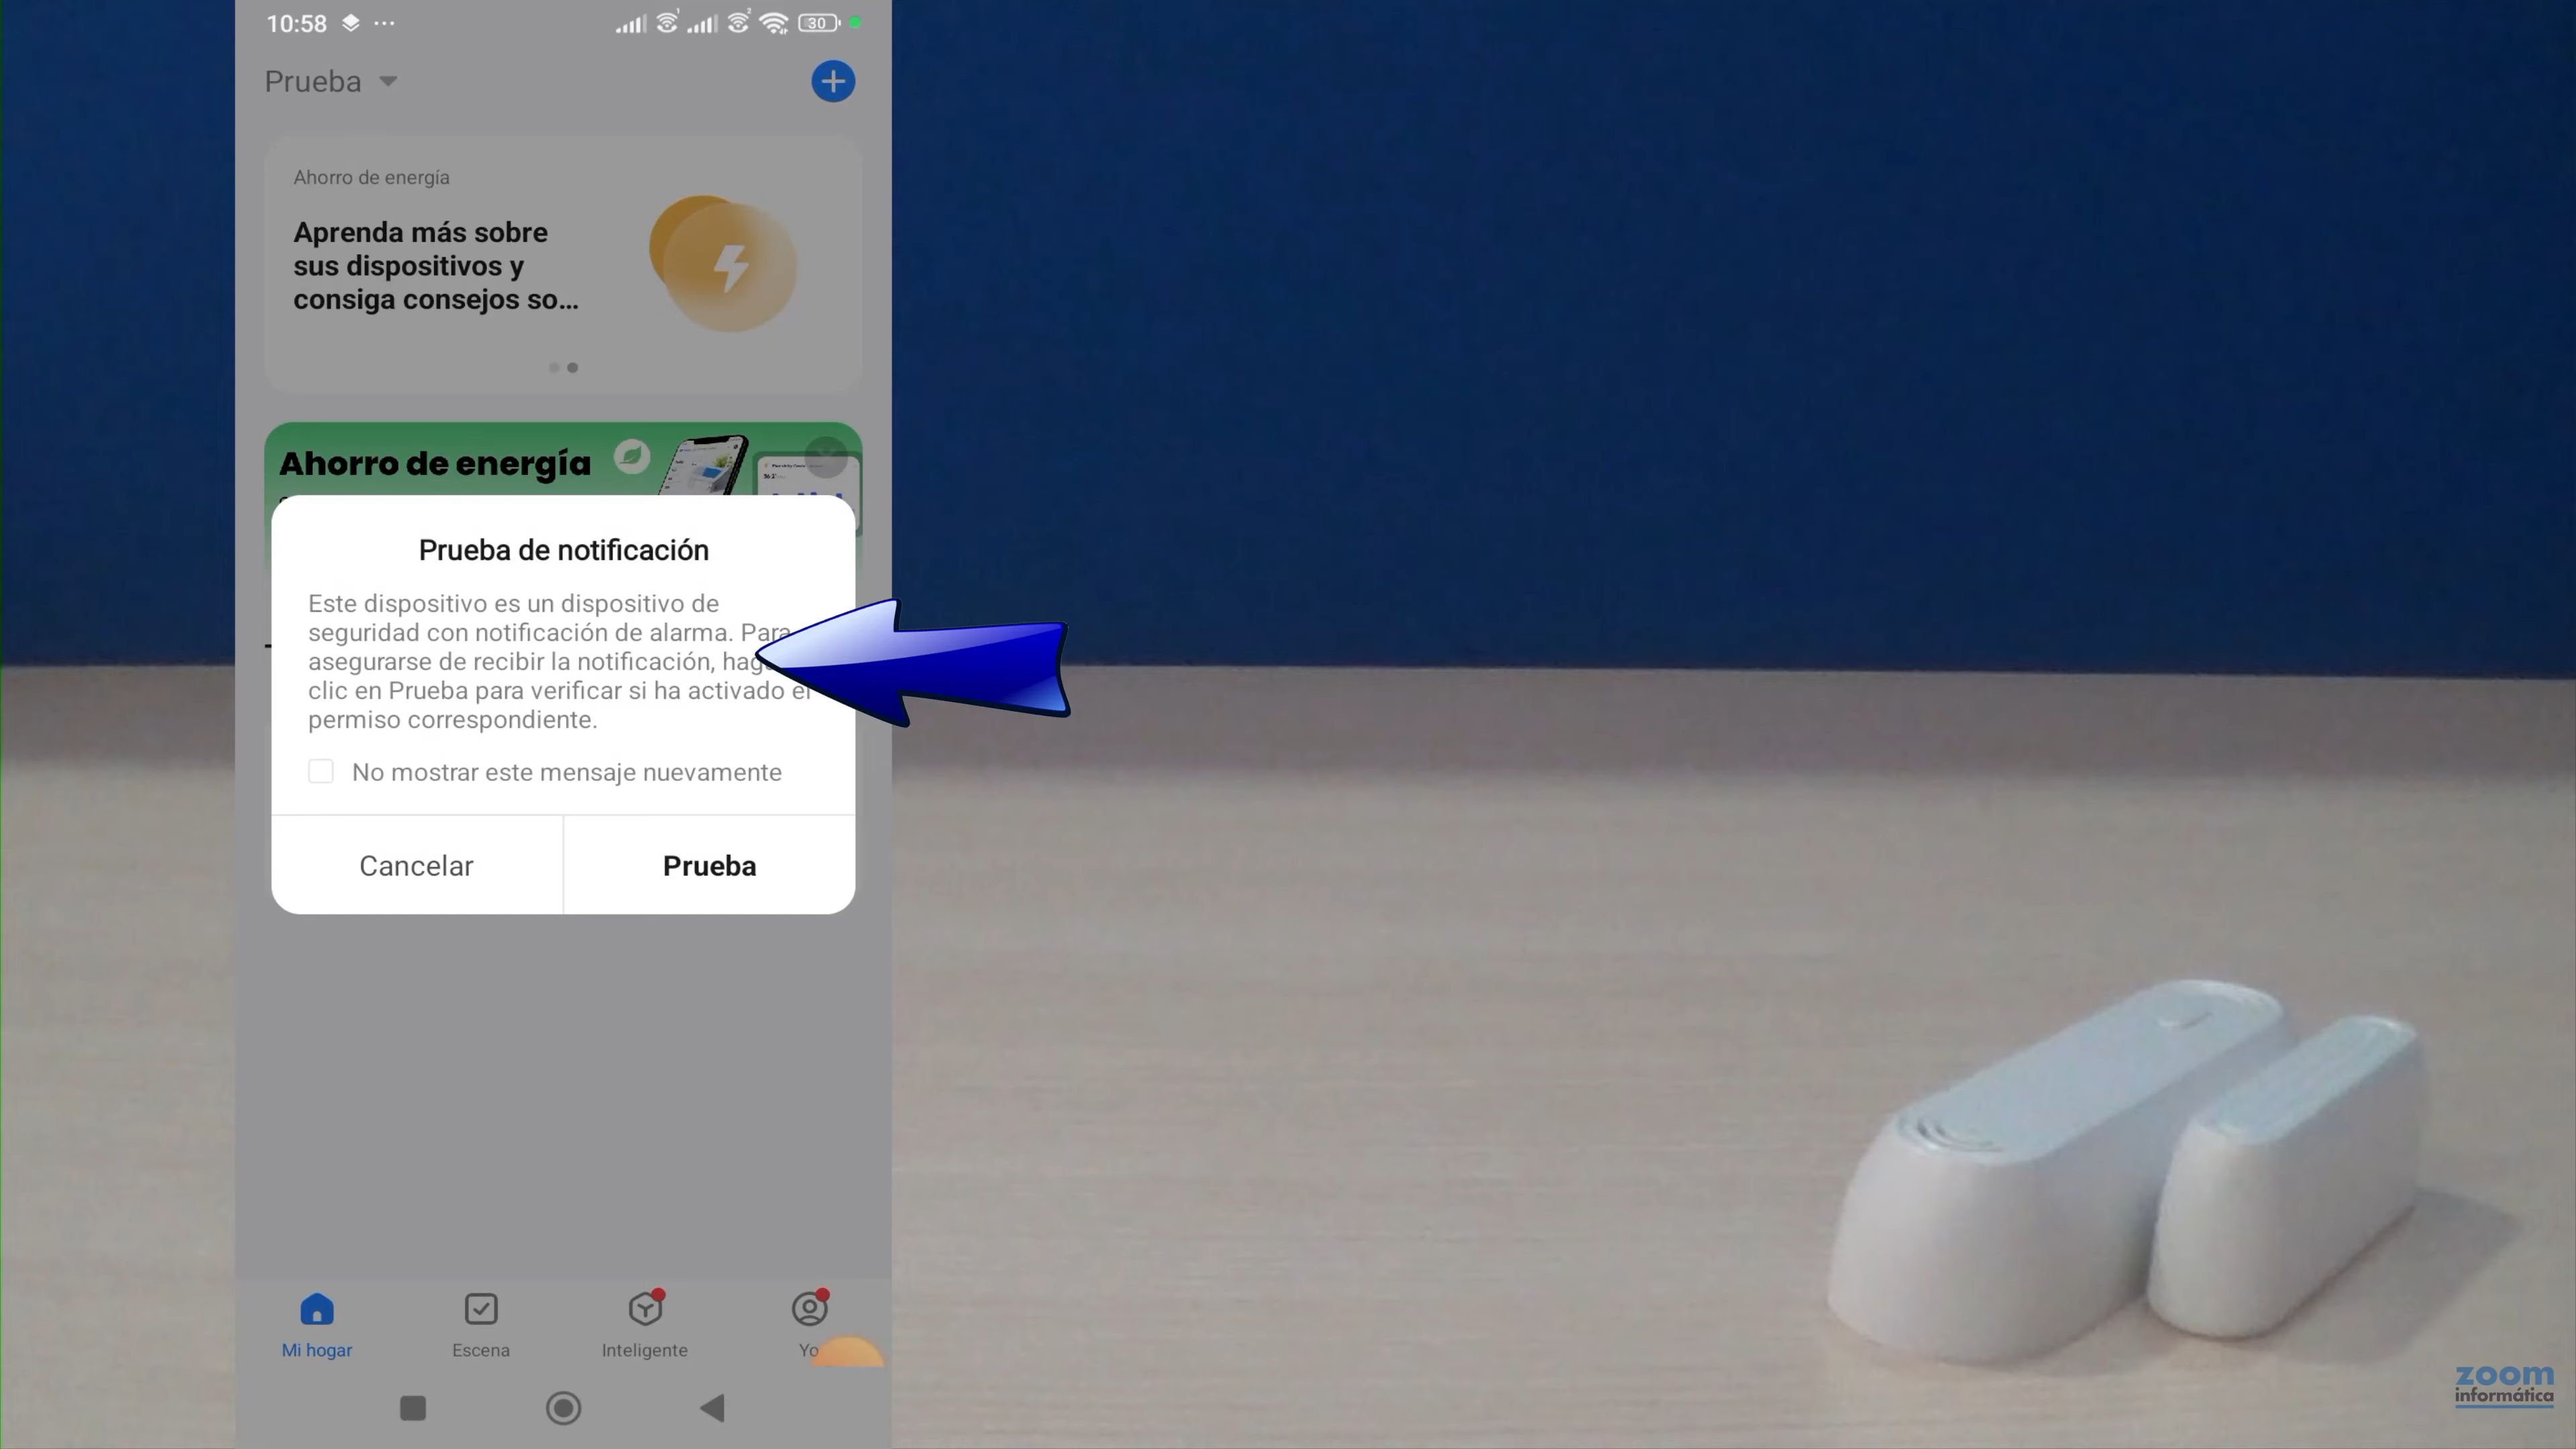 10:58
30
Prueba
Ahorro de energía
Aprenda más sobre
sus dispositivos y
consiga consejos so...
Ahorro de energía
Prueba de notificación
Este dispositivo es un dispositivo de
seguridad con notificación de alarma. Para
asegurarse de recibir la notificación, haga
clic en Prueba para verificar si ha activado el
permiso correspondiente.
No mostrar este mensaje nuevamente
Cancelar
Prueba
Mi hogar
Escena
Inteligente
Yo
zoom
informática